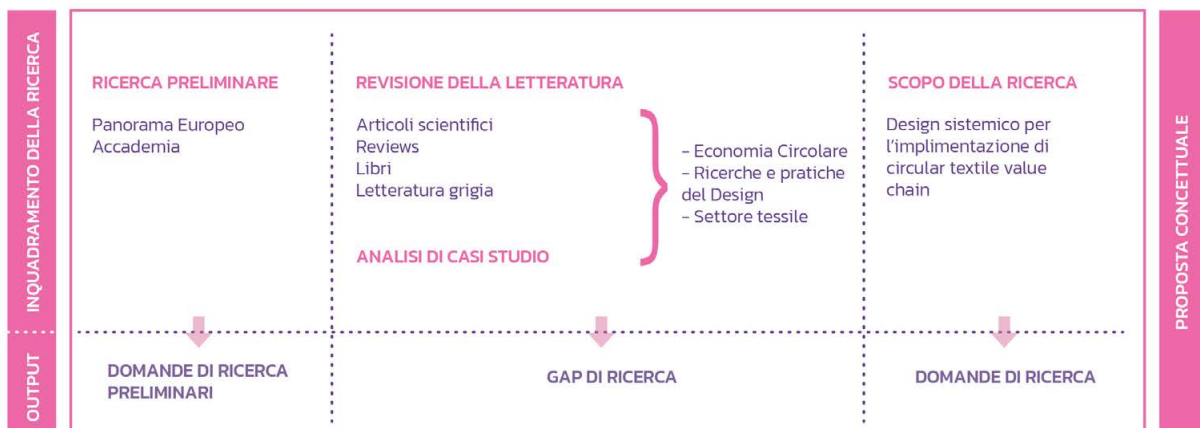 INQUADRAMENTO DELLA RICERCA
RICERCA PRELIMINARE
Panorama Europeo
Accademia
REVISIONE DELLA LETTERATURA
Articoli scientifici
Reviews
Libri
Letteratura grigia
ANALISI DI CASI STUDIO
- Economia Circolare
- Ricerche e pratiche
del Design
- Settore tessile
SCOPO DELLA RICERCA
Design sistemico per
l'implimentazione di
circular textile value
chain
PROPOSTA CONCETTUALE
OUTPUT
DOMANDE DI RICERCA
PRELIMINARI
GAP DI RICERCA
DOMANDE DI RICERCA